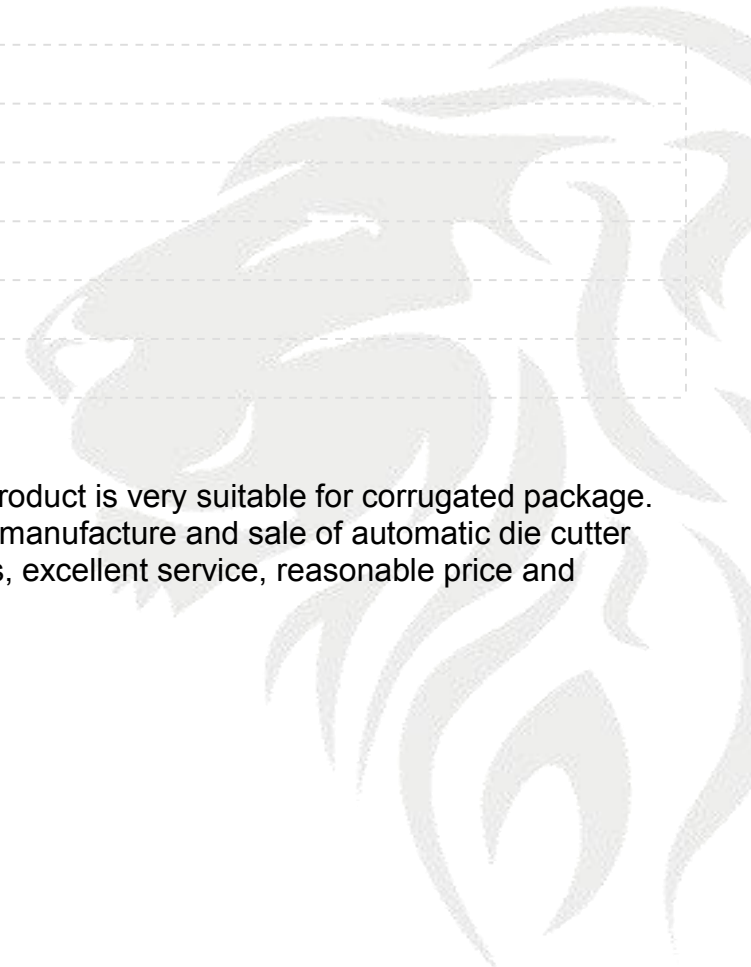 roduct is very suitable for corrugated package.
manufacture and sale of automatic die cutter
s, excellent service, reasonable price and